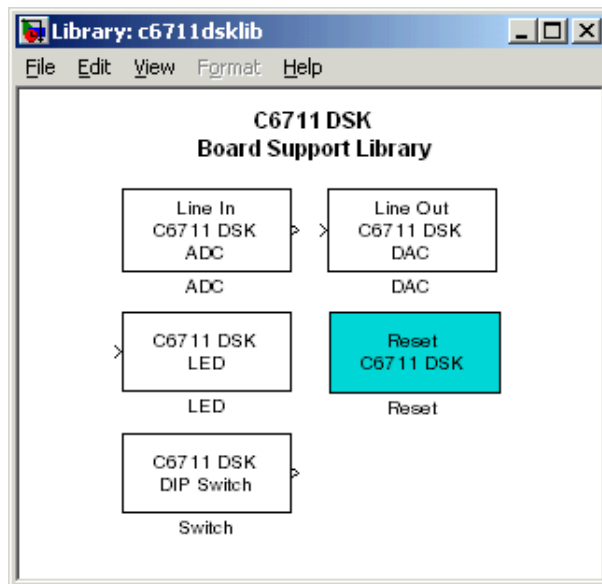 Library: c6711dsklib
File Edit View Format Help
C6711 DSK
Board Support Library
Line In
C6711 DSK
ADC
ADC
Line Out
C6711 DSK
DAC
DAC
C6711 DSK
LED
LED
Reset
C6711 DSK
Reset
C6711 DSK
DIP Switch
Switch